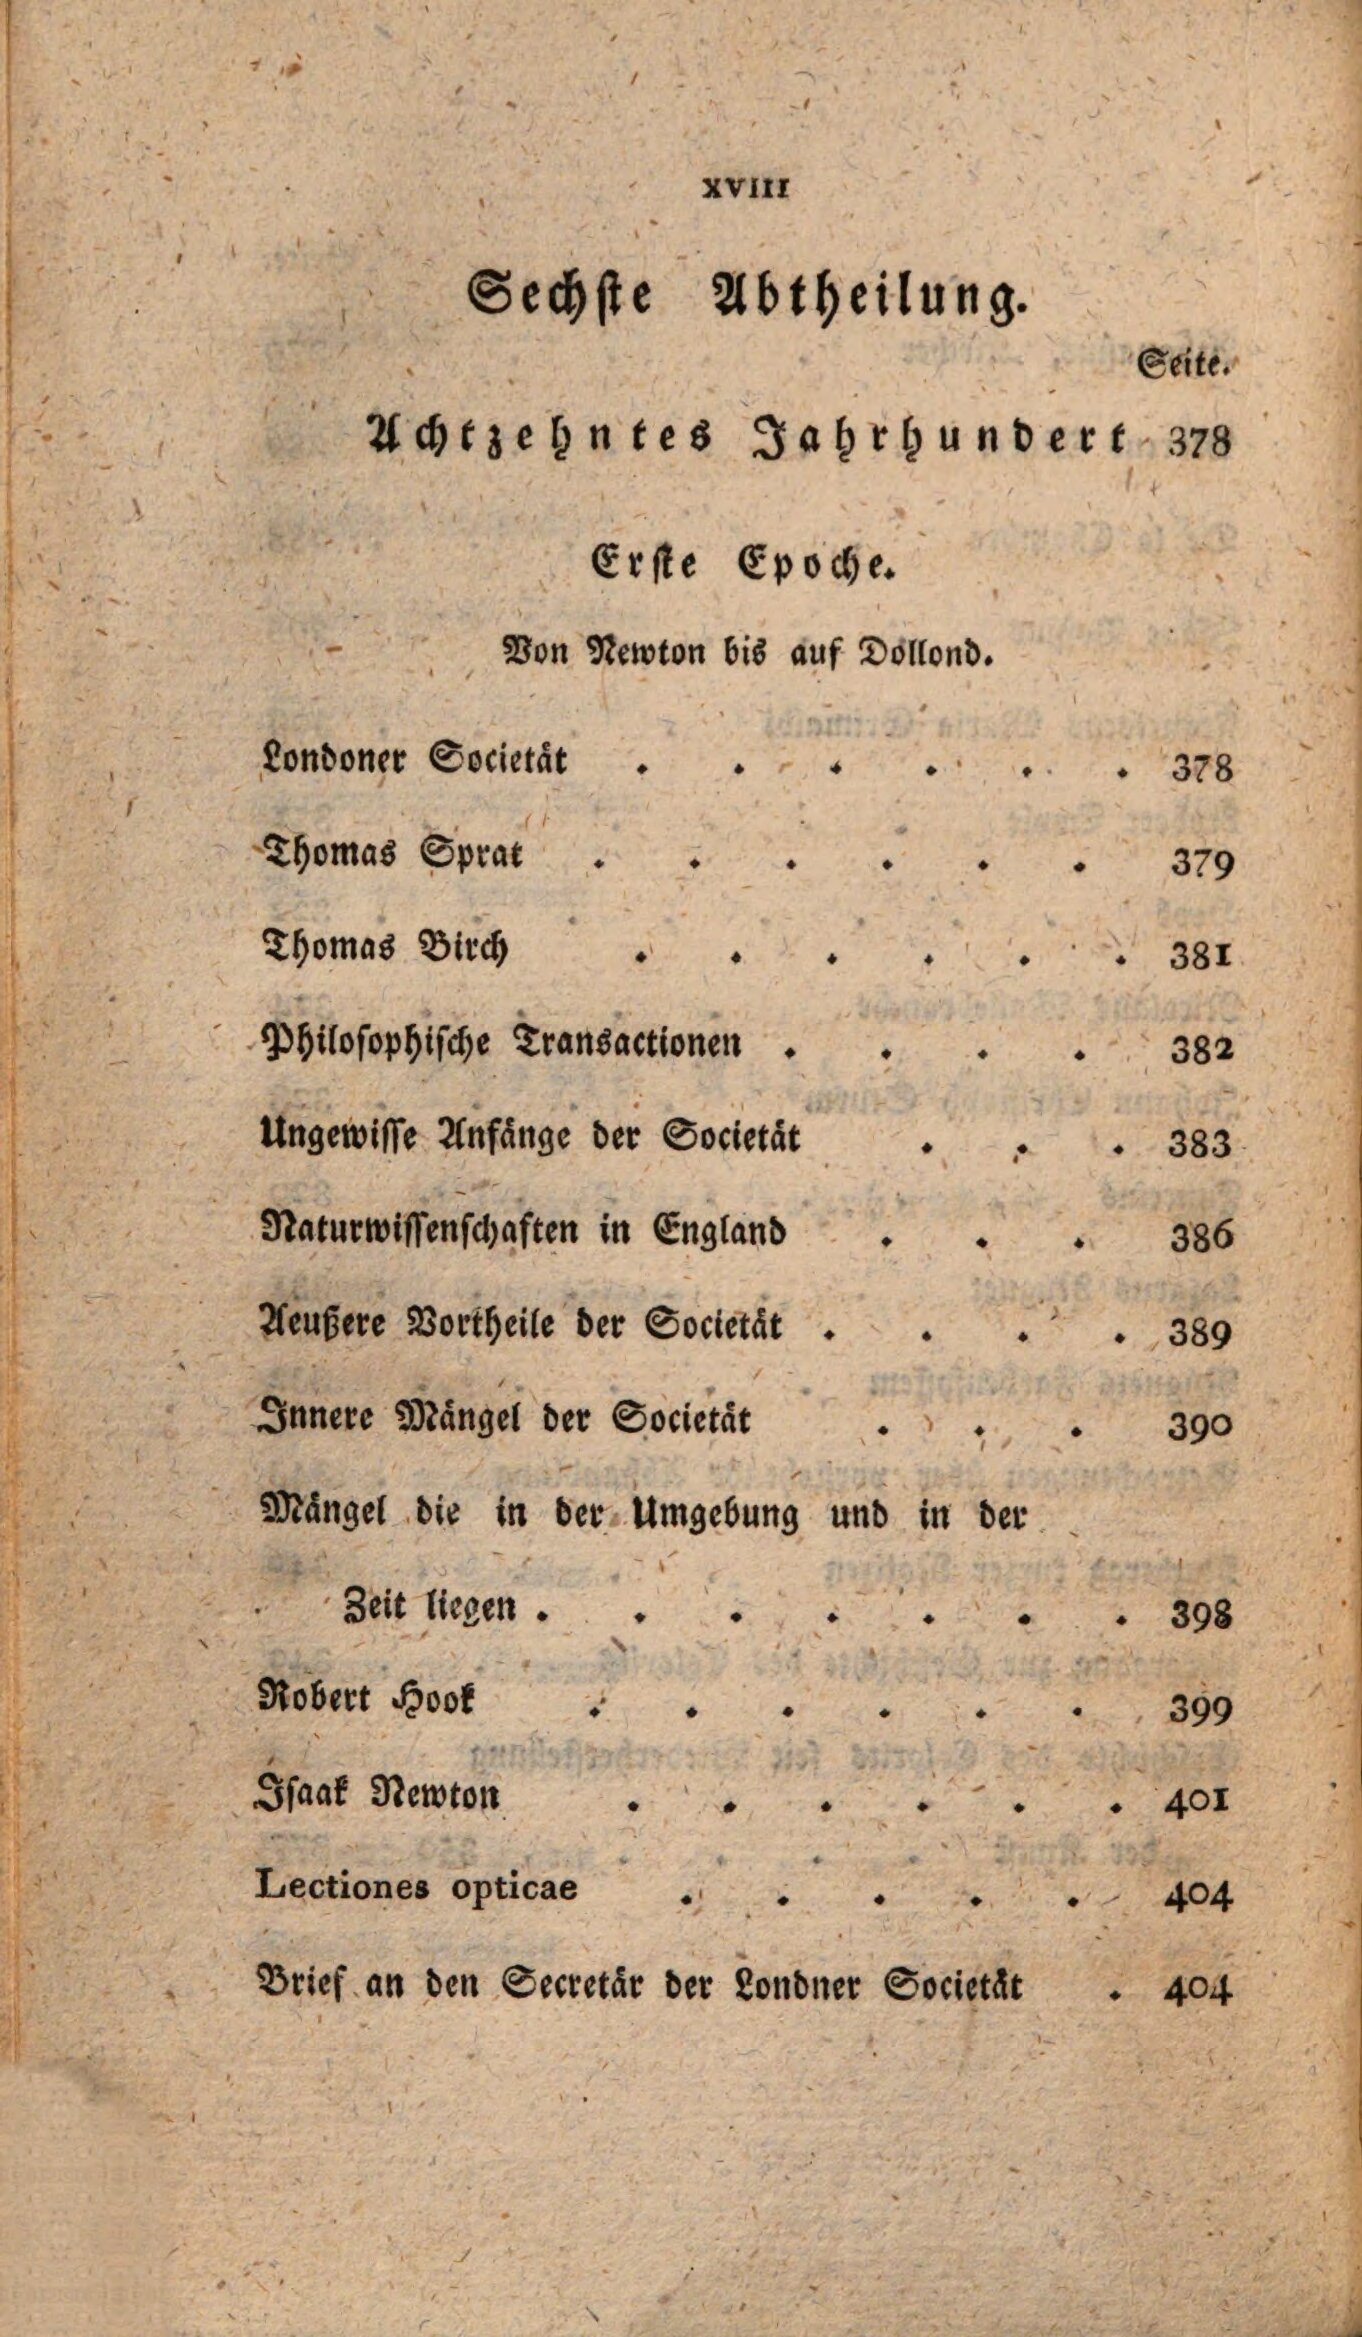 XVIII
Sechste Abtheilung.
Seite.
Achtzehntes Jahrhundert 378
Erste Epoche.
Von Newton bis auf Dollond.
Londoner Societät . . . . . . 378
Thomas Sprat . . . . . . 379
Thomas Birch . . . . . . 381
Philosophische Transactionen . . . . 382
Ungewisse Anfänge der Societät . . . 383
Naturwissenschaften in England . . . 386
Aeußere Vortheile der Societät . . . . 389
Innere Mängel der Societät . . . 390
Mängel die in der Umgebung und in der
Zeit liegen . . . . . . . 398
Robert Hook . . . . . . 399
Isaak Newton . . . . . . 401
Lectiones opticae . . . . . 404
Brief an den Secretär der Londner Societät . 404